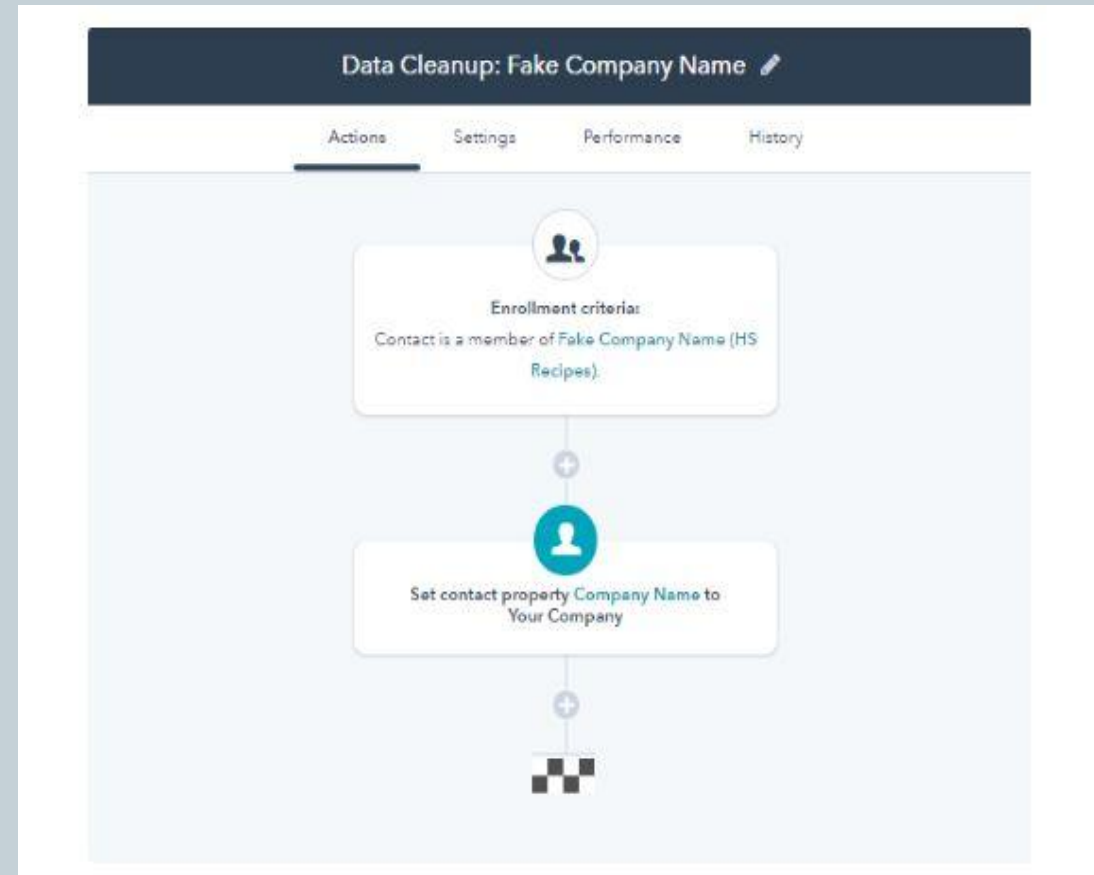 Data Cleanup: Fake Company Name
Actions Settings Performance History
Enrollment criteria:
Contact is a member of Fake Company Name (HS
Recipes).
Set contact property Company Name to
Your Company